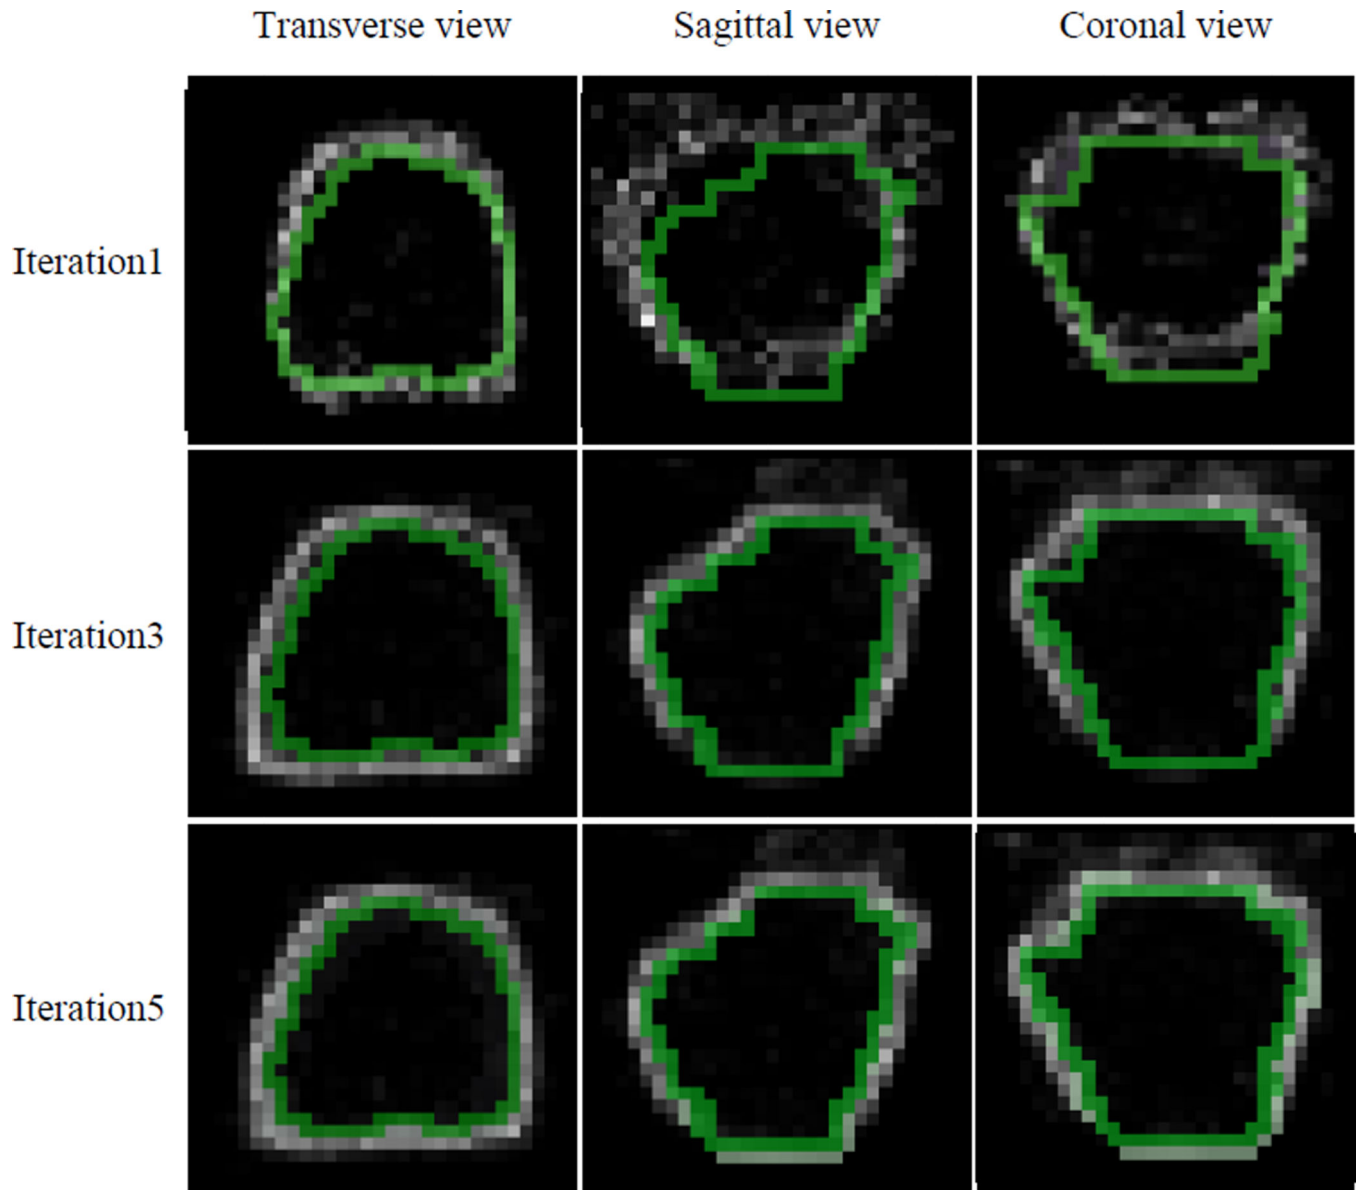 Transverse view
Sagittal view
Coronal view
Iteration1
Iteration3
Iteration5